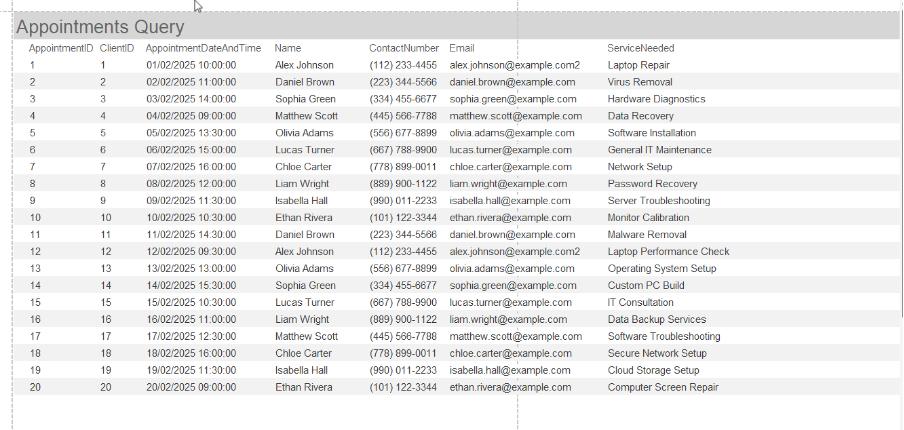 Appointments Query
AppointmentID ClientID AppointmentDateAndTime Name ContactNumber Email ServiceNeeded
1 1 01/02/2025 10:00:00 Alex Johnson (112) 233-4455 alex.johnson@example.com2 Laptop Repair
2 2 02/02/2025 11:00:00 Daniel Brown (223) 344-5566 daniel.brown@example.com Virus Removal
3 3 03/02/2025 14:00:00 Sophia Green (334) 455-6677 sophia.green@example.com Hardware Diagnostics
4 4 04/02/2025 09:00:00 Matthew Scott (445) 566-7788 matthew.scott@example.com Data Recovery
5 5 05/02/2025 13:30:00 Olivia Adams (556) 677-8899 olivia.adams@example.com Software Installation
6 6 06/02/2025 15:00:00 Lucas Turner (667) 788-9900 lucas.turner@example.com General IT Maintenance
7 7 07/02/2025 16:00:00 Chloe Carter (778) 899-0011 chloe.carter@example.com Network Setup
8 8 08/02/2025 12:00:00 Liam Wright (889) 900-1122 liam.wright@example.com Password Recovery
9 9 09/02/2025 11:30:00 Isabella Hall (990) 011-2233 isabella.hall@example.com Server Troubleshooting
10 10 10/02/2025 10:30:00 Ethan Rivera (101) 122-3344 ethan.rivera@example.com Monitor Calibration
11 11 11/02/2025 14:30:00 Daniel Brown (223) 344-5566 daniel.brown@example.com Malware Removal
12 12 12/02/2025 09:30:00 Alex Johnson (112) 233-4455 alex.johnson@example.com2 Laptop Performance Check
13 13 13/02/2025 13:00:00 Olivia Adams (556) 677-8899 olivia.adams@example.com Operating System Setup
14 14 14/02/2025 15:30:00 Sophia Green (334) 455-6677 sophia.green@example.com Custom PC Build
15 15 15/02/2025 10:30:00 Lucas Turner (667) 788-9900 lucas.turner@example.com IT Consultation
16 16 16/02/2025 11:00:00 Liam Wright (889) 900-1122 liam.wright@example.com Data Backup Services
17 17 17/02/2025 12:30:00 Matthew Scott (445) 566-7788 matthew.scott@example.com Software Troubleshooting
18 18 18/02/2025 16:00:00 Chloe Carter (778) 899-0011 chloe.carter@example.com Secure Network Setup
19 19 19/02/2025 11:30:00 Isabella Hall (990) 011-2233 isabella.hall@example.com Cloud Storage Setup
20 20 20/02/2025 09:00:00 Ethan Rivera (101) 122-3344 ethan.rivera@example.com Computer Screen Repair